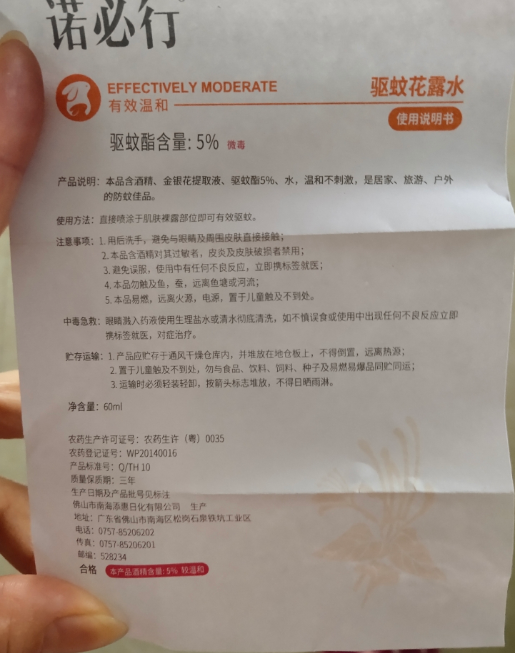 诺必行
EFFECTIVELY MODERATE
有效温和
驱蚊花露水
使用说明书
驱蚊酯含量: 5% 微毒
产品说明: 本品含酒精、金银花提取液、驱蚊酯5%、水，温和不刺激，是居家、旅游、户外
的防蚊佳品。
使用方法: 直接喷涂于肌肤裸露部位即可有效驱蚊。
注意事项: 1. 用后洗手，避免与眼睛及周围皮肤直接接触；
2. 本品含酒精对其过敏者，皮炎及皮肤破损者禁用；
3. 避免误服，使用中有任何不良反应，立即携标签就医；
4. 本品勿触及鱼，蚕，远离鱼塘或河流；
5. 本品易燃，远离火源，电源，置于儿童触及不到处。
中毒急救: 眼睛溅入药液使用生理盐水或清水彻底清洗，如不慎误食或使用中出现任何不良反应立即
携标签就医，对症治疗。
贮存运输: 1. 产品应贮存于通风干燥仓库内，并堆放在地仓板上，不得倒置，远离热源；
2. 置于儿童触及不到处，勿与食品、饮料、饲料、种子及易燃易爆品同贮同运；
3. 运输时必须轻装轻卸，按箭头标志堆放，不得日晒雨淋。
净含量: 60ml
农药生产许可证号: 农药生许（粤）0035
农药登记证号: WP20140016
产品标准号: Q/TH 10
质量保质期: 三年
生产日期及产品批号见标注
佛山市南海添惠日化有限公司 生产
地址: 广东省佛山市南海区松岗石泉铁坑工业区
电话: 0757-85206202
传真: 0757-85206201
邮编: 528234
合格 本产品酒精含量: 5% 较温和